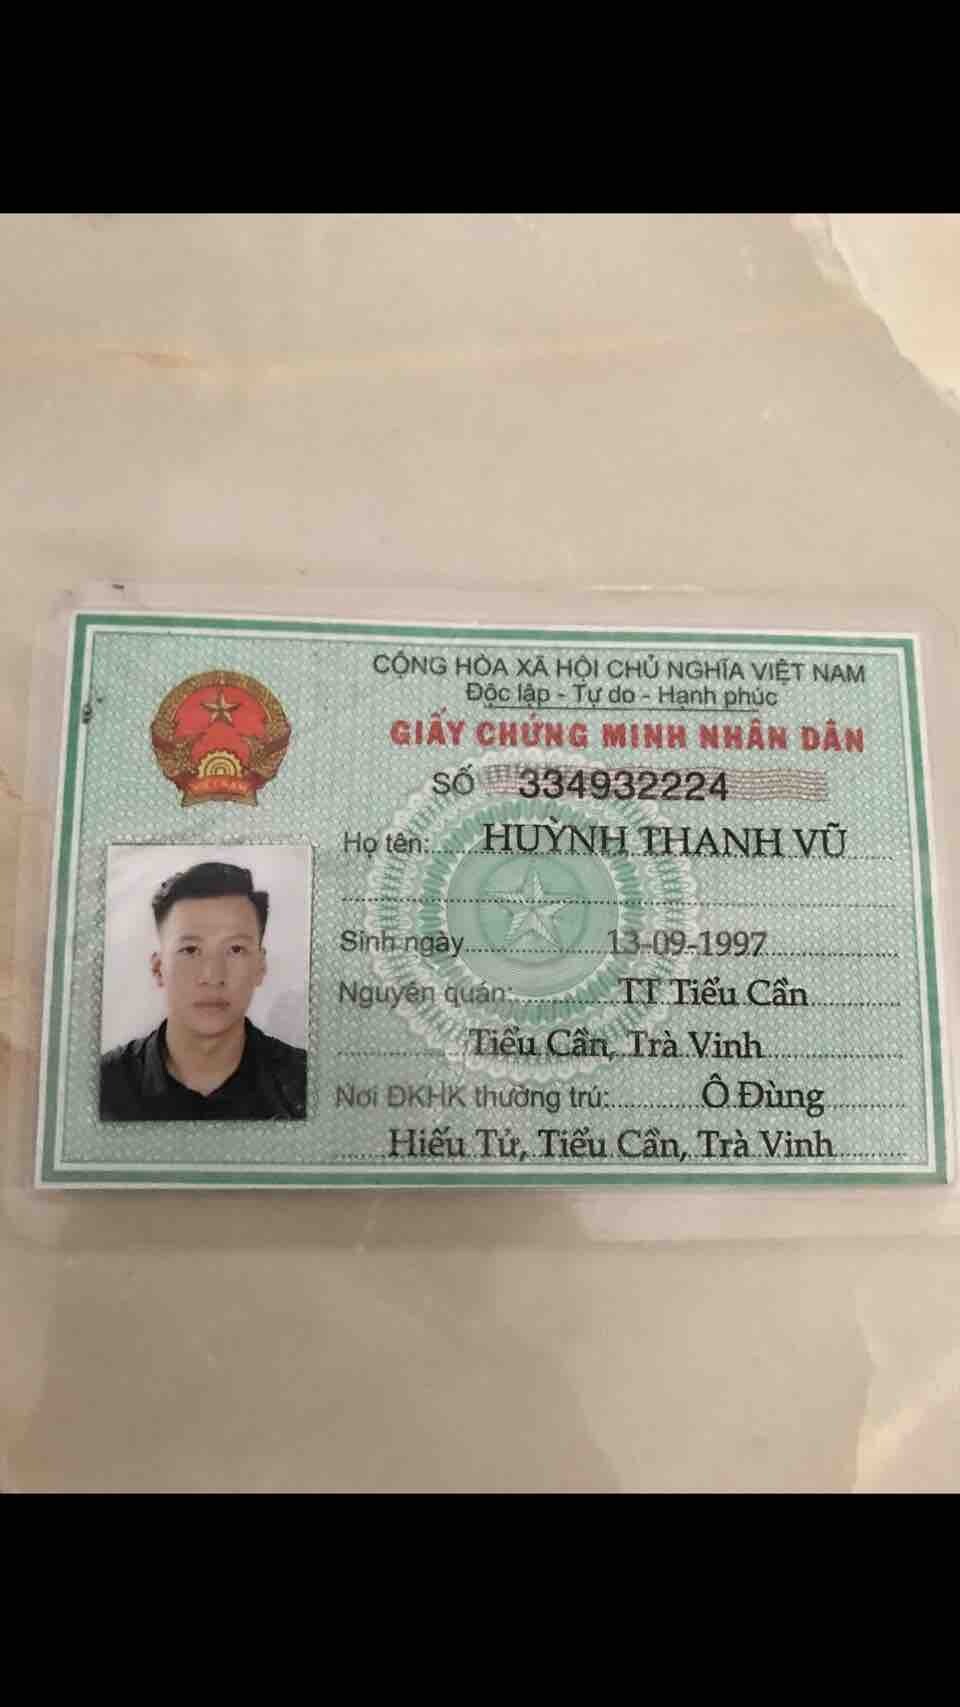 CỘNG HÒA XÃ HỘI CHỦ NGHĨA VIỆT NAM
Độc lập - Tự do - Hạnh phúc
GIẤY CHỨNG MINH NHÂN DÂN
SỐ 334932224
Họ tên: HUỲNH THANH VŨ
Sinh ngày 13-09-1997
Nguyên quán: TT Tiểu Cần
Tiểu Cần, Trà Vinh
Nơi ĐKHK thường trú: Ô Đùng
Hiếu Tử, Tiểu Cần, Trà Vinh